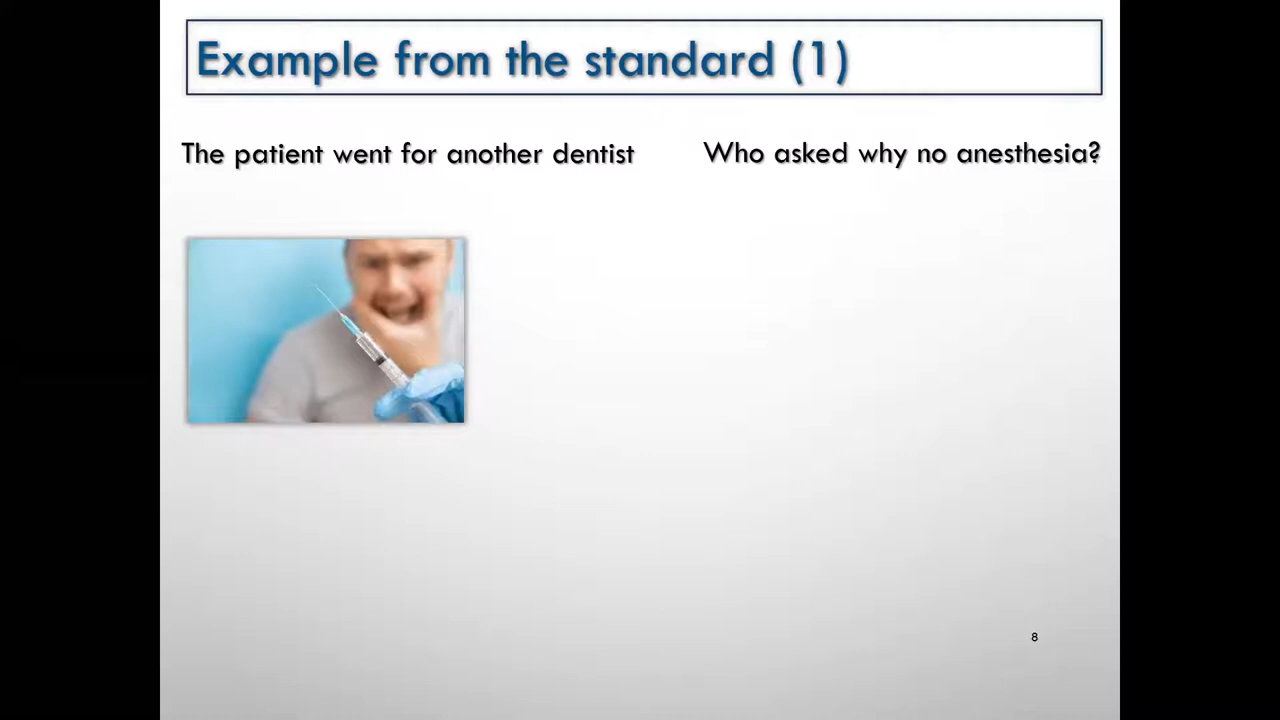 Example from the standard (1)
The patient went for another dentist
Who asked why no anesthesia?
8